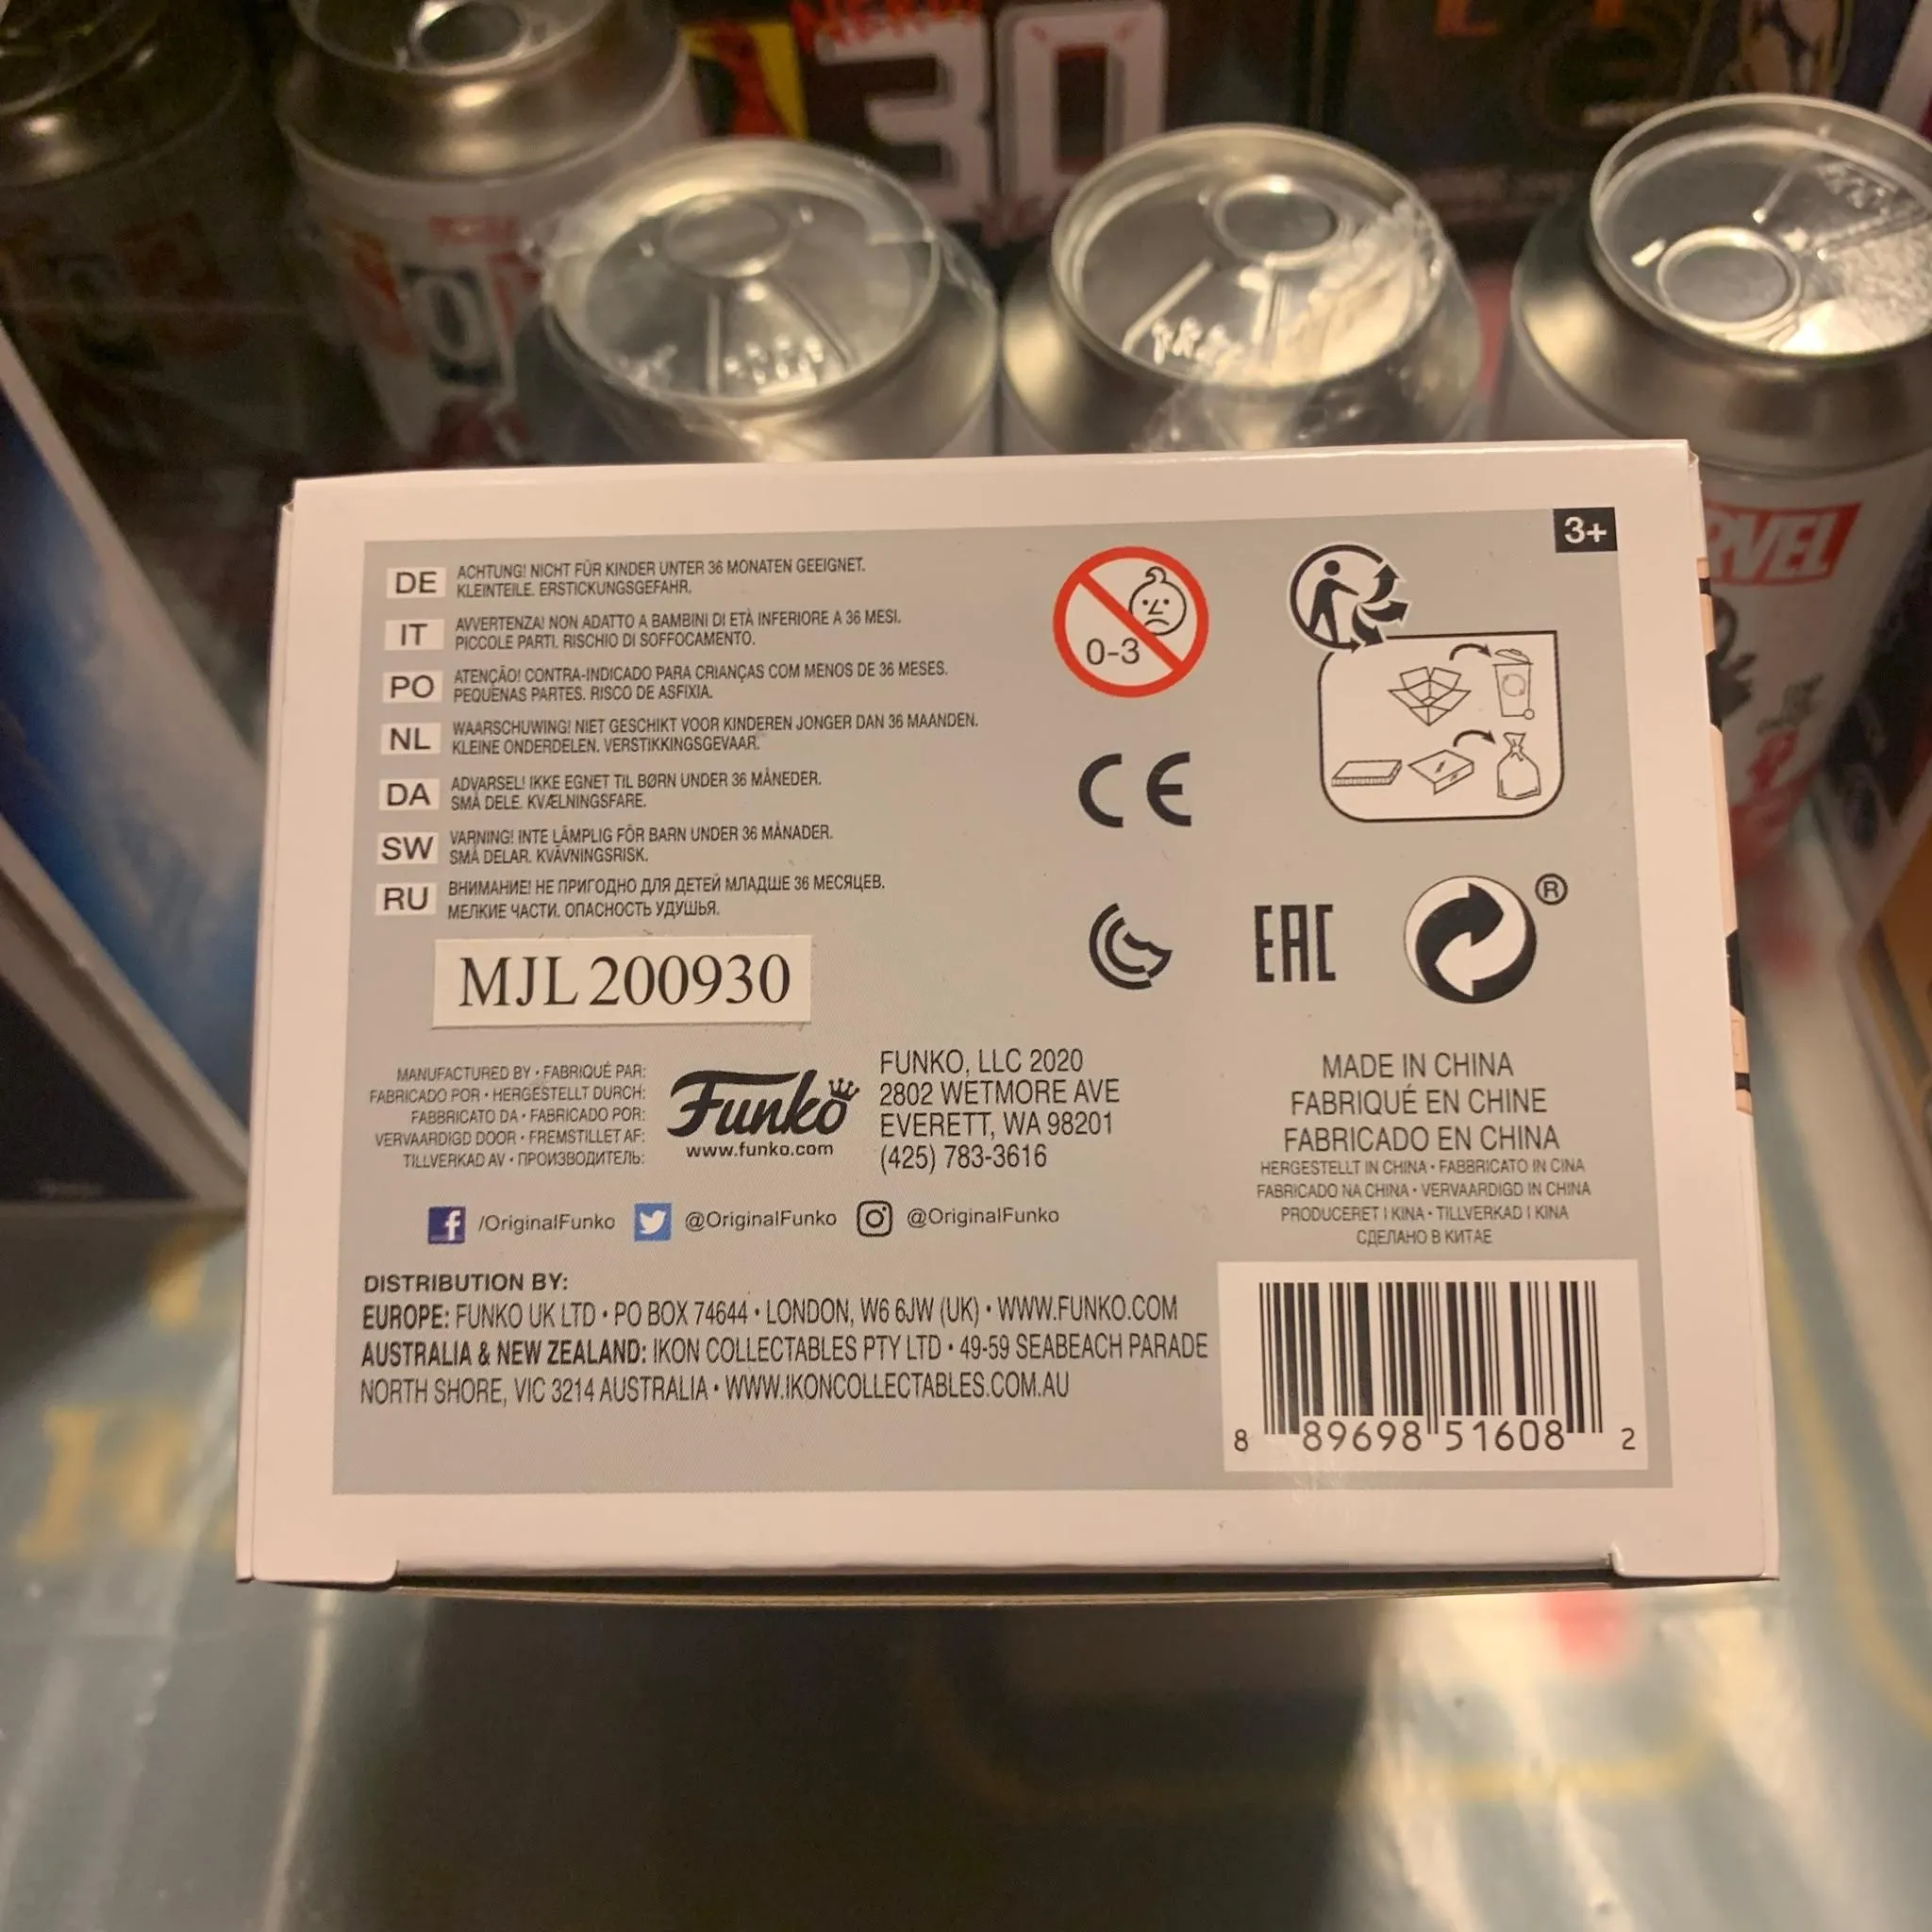 30
RVEL
3+
DE
ACHTUNG! NICHT FÜR KINDER UNTER 36 MONATEN GEEIGNET.
KLEINTEILE. ERSTICKUNGSGEFAHR.
IT
AVVERTENZA! NON ADATTO A BAMBINI DI ETÀ INFERIORE A 36 MESI.
PICCOLE PARTI. RISCHIO DI SOFFOCAMENTO.
PO
ATENÇÃO! CONTRA-INDICADO PARA CRIANÇAS COM MENOS DE 36 MESES.
PEQUENAS PARTES. RISCO DE ASFIXIA.
NL
WAARSCHUWING! NIET GESCHIKT VOOR KINDEREN JONGER DAN 36 MAANDEN.
KLEINE ONDERDELEN. VERSTIKKINGSGEVAAR.
DA
ADVARSEL! IKKE EGNET TIL BØRN UNDER 36 MÅNEDER.
SMÅ DELE. KVÆLNINGSFARE.
SW
VARNING! INTE LÄMPLIG FÖR BARN UNDER 36 MÅNADER.
SMÅ DELAR. KVÄVNINGSRISK.
RU
ВНИМАНИЕ! НЕ ПРИГОДНО ДЛЯ ДЕТЕЙ МЛАДШЕ 36 МЕСЯЦЕВ.
МЕЛКИЕ ЧАСТИ. ОПАСНОСТЬ УДУШЬЯ.
0-3
CE
EAC
®
MJL 200930
MANUFACTURED BY • FABRIQUÉ PAR:
FABRICADO POR • HERGESTELLT DURCH:
FABBRICATO DA • FABRICADO POR:
VERVAARDIGD DOOR • FREMSTILLET AF:
TILLVERKAD AV • ПРОИЗВОДИТЕЛЬ:
Funko
www.funko.com
FUNKO, LLC 2020
2802 WETMORE AVE
EVERETT, WA 98201
(425) 783-3616
MADE IN CHINA
FABRIQUÉ EN CHINE
FABRICADO EN CHINA
HERGESTELLT IN CHINA • FABBRICATO IN CINA
FABRICADO NA CHINA • VERVAARDIGD IN CHINA
PRODUCERET I KINA • TILLVERKAD I KINA
СДЕЛАНО В КИТАЕ
/OriginalFunko @OriginalFunko @OriginalFunko
DISTRIBUTION BY:
EUROPE: FUNKO UK LTD • PO BOX 74644 • LONDON, W6 6JW (UK) • WWW.FUNKO.COM
AUSTRALIA & NEW ZEALAND: IKON COLLECTABLES PTY LTD • 49-59 SEABEACH PARADE
NORTH SHORE, VIC 3214 AUSTRALIA • WWW.IKONCOLLECTABLES.COM.AU
8 89698 51608 2